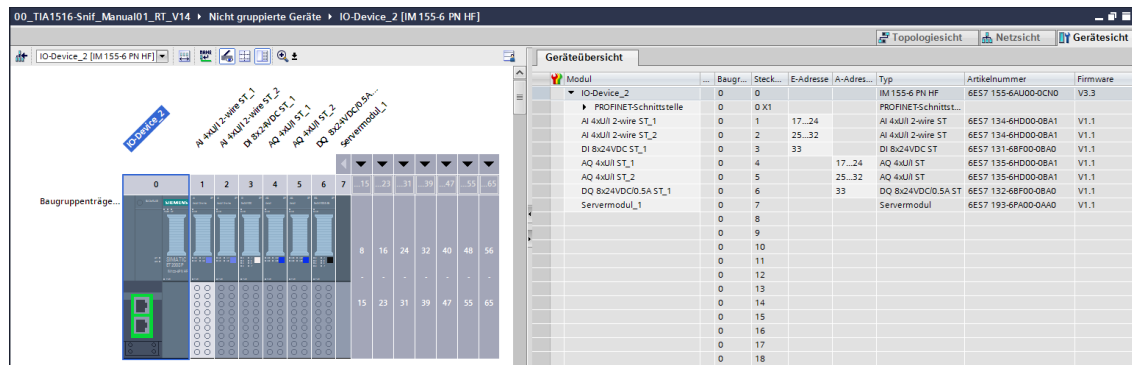 00_TIA1516-Snif_Manual01_RT_V14 ▸ Nicht gruppierte Geräte ▸ IO-Device_2 [IM 155-6 PN HF]
Topologiesicht Netzsicht Gerätesicht
IO-Device_2 [IM 155-6 PN HF]
IO-Device_2
AI 4xU/I 2-wire ST_1
AI 4xU/I 2-wire ST_2
DI 8x24VDC ST_1
AQ 4xU/I ST_1
AQ 4xU/I ST_2
DQ 8x24VDC/0.5A...
Servermodul_1
0 1 2 3 4 5 6 7 ...15 ...23 ...31 ...39 ...47 ...55 ...65
Baugruppenträge...
SIEMENS
8 16 24 32 40 48 56
- - - - - - -
15 23 31 39 47 55 65
Geräteübersicht
Modul ... Baugr... Steck... E-Adresse A-Adres... Typ Artikelnummer Firmware
IO-Device_2 0 0 IM 155-6 PN HF 6ES7 155-6AU00-0CN0 V3.3
PROFINET-Schnittstelle 0 0 X1 PROFINET-Schnittst...
AI 4xU/I 2-wire ST_1 0 1 17...24 AI 4xU/I 2-wire ST 6ES7 134-6HD00-0BA1 V1.1
AI 4xU/I 2-wire ST_2 0 2 25...32 AI 4xU/I 2-wire ST 6ES7 134-6HD00-0BA1 V1.1
DI 8x24VDC ST_1 0 3 33 DI 8x24VDC ST 6ES7 131-6BF00-0BA0 V1.1
AQ 4xU/I ST_1 0 4 17...24 AQ 4xU/I ST 6ES7 135-6HD00-0BA1 V1.1
AQ 4xU/I ST_2 0 5 25...32 AQ 4xU/I ST 6ES7 135-6HD00-0BA1 V1.1
DQ 8x24VDC/0.5A ST_1 0 6 33 DQ 8x24VDC/0.5A ST 6ES7 132-6BF00-0BA0 V1.1
Servermodul_1 0 7 Servermodul 6ES7 193-6PA00-0AA0 V1.1
0 8
0 9
0 10
0 11
0 12
0 13
0 14
0 15
0 16
0 17
0 18